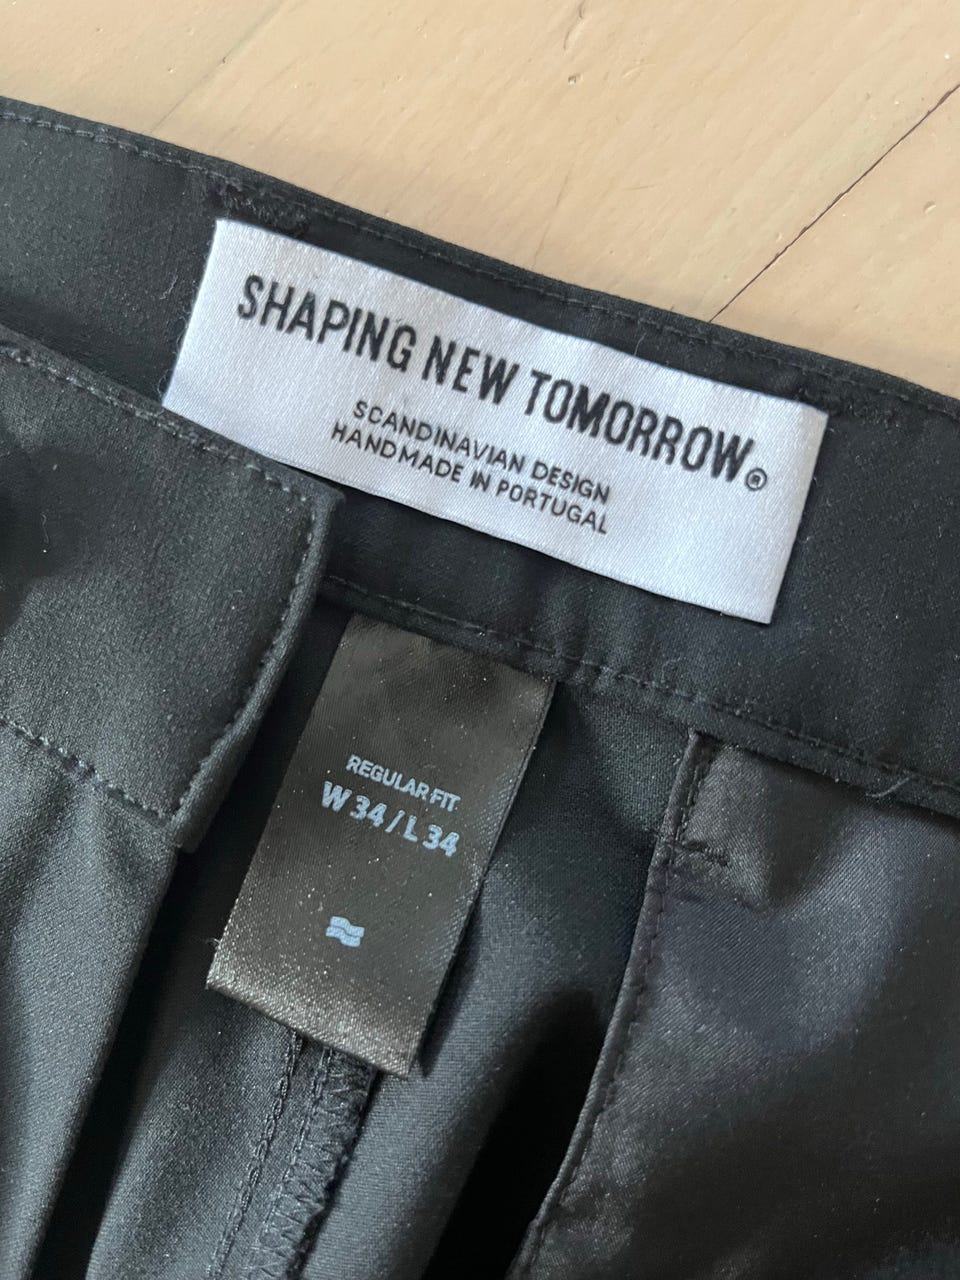 SHAPING NEW TOMORROW®
SCANDINAVIAN DESIGN
HANDMADE IN PORTUGAL
REGULAR FIT
W 34 / L 34